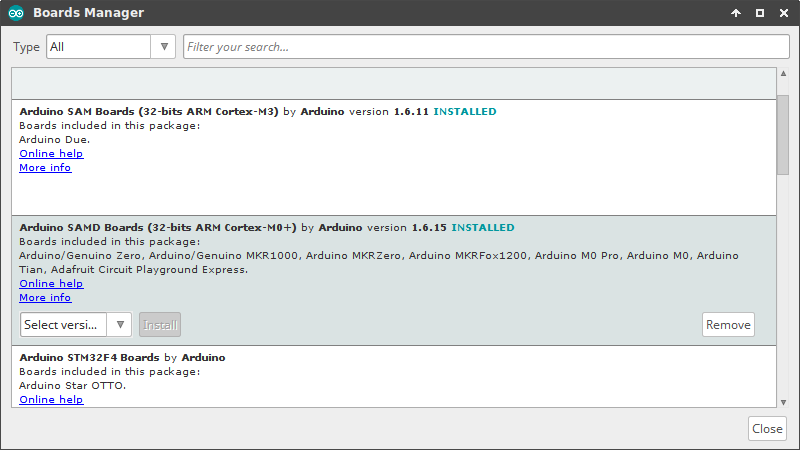 Boards Manager
Type All Filter your search...
Arduino SAM Boards (32-bits ARM Cortex-M3) by Arduino version 1.6.11 INSTALLED
Boards included in this package:
Arduino Due.
Online help
More info
Arduino SAMD Boards (32-bits ARM Cortex-M0+) by Arduino version 1.6.15 INSTALLED
Boards included in this package:
Arduino/Genuino Zero, Arduino/Genuino MKR1000, Arduino MKRZero, Arduino MKRFox1200, Arduino M0 Pro, Arduino M0, Arduino
Tian, Adafruit Circuit Playground Express.
Online help
More info
Select versi... Install Remove
Arduino STM32F4 Boards by Arduino
Boards included in this package:
Arduino Star OTTO.
Online help
Close